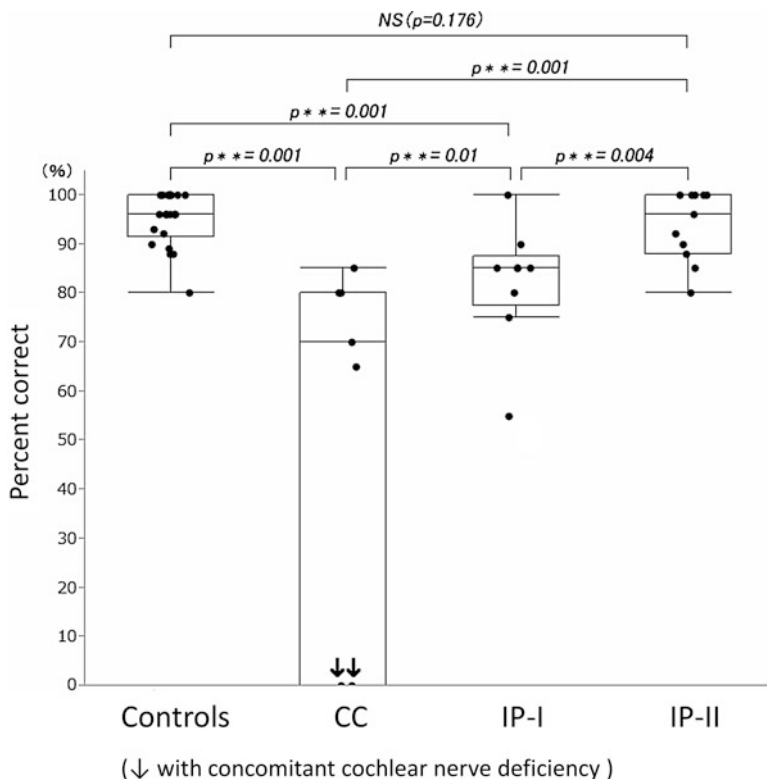 NS(p=0.176)
p**=0.001
p**=0.001
p**=0.001 p**=0.01 p**=0.004
(%)
100
90
80
70
60
50
40
30
20
10
0
Percent correct
Controls CC IP-I IP-II
(↓ with concomitant cochlear nerve deficiency )